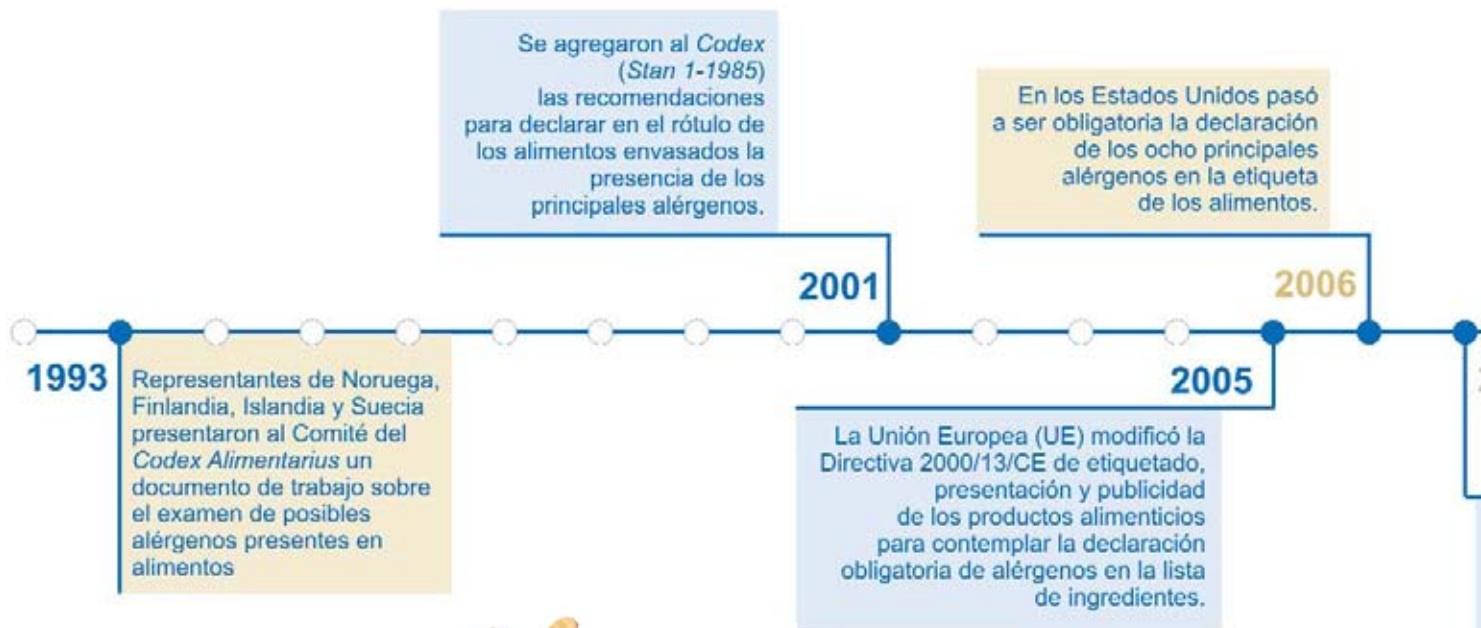 Se agregaron al Codex
(Stan 1-1985)
las recomendaciones
para declarar en el rótulo de
los alimentos envasados la
presencia de los
principales alérgenos.
En los Estados Unidos pasó
a ser obligatoria la declaración
de los ocho principales
alérgenos en la etiqueta
de los alimentos.
2001
2006
1993
Representantes de Noruega,
Finlandia, Islandia y Suecia
presentaron al Comité del
Codex Alimentarius un
documento de trabajo sobre
el examen de posibles
alérgenos presentes en
alimentos
2005
La Unión Europea (UE) modificó la
Directiva 2000/13/CE de etiquetado,
presentación y publicidad
de los productos alimenticios
para contemplar la declaración
obligatoria de alérgenos en la lista
de ingredientes.